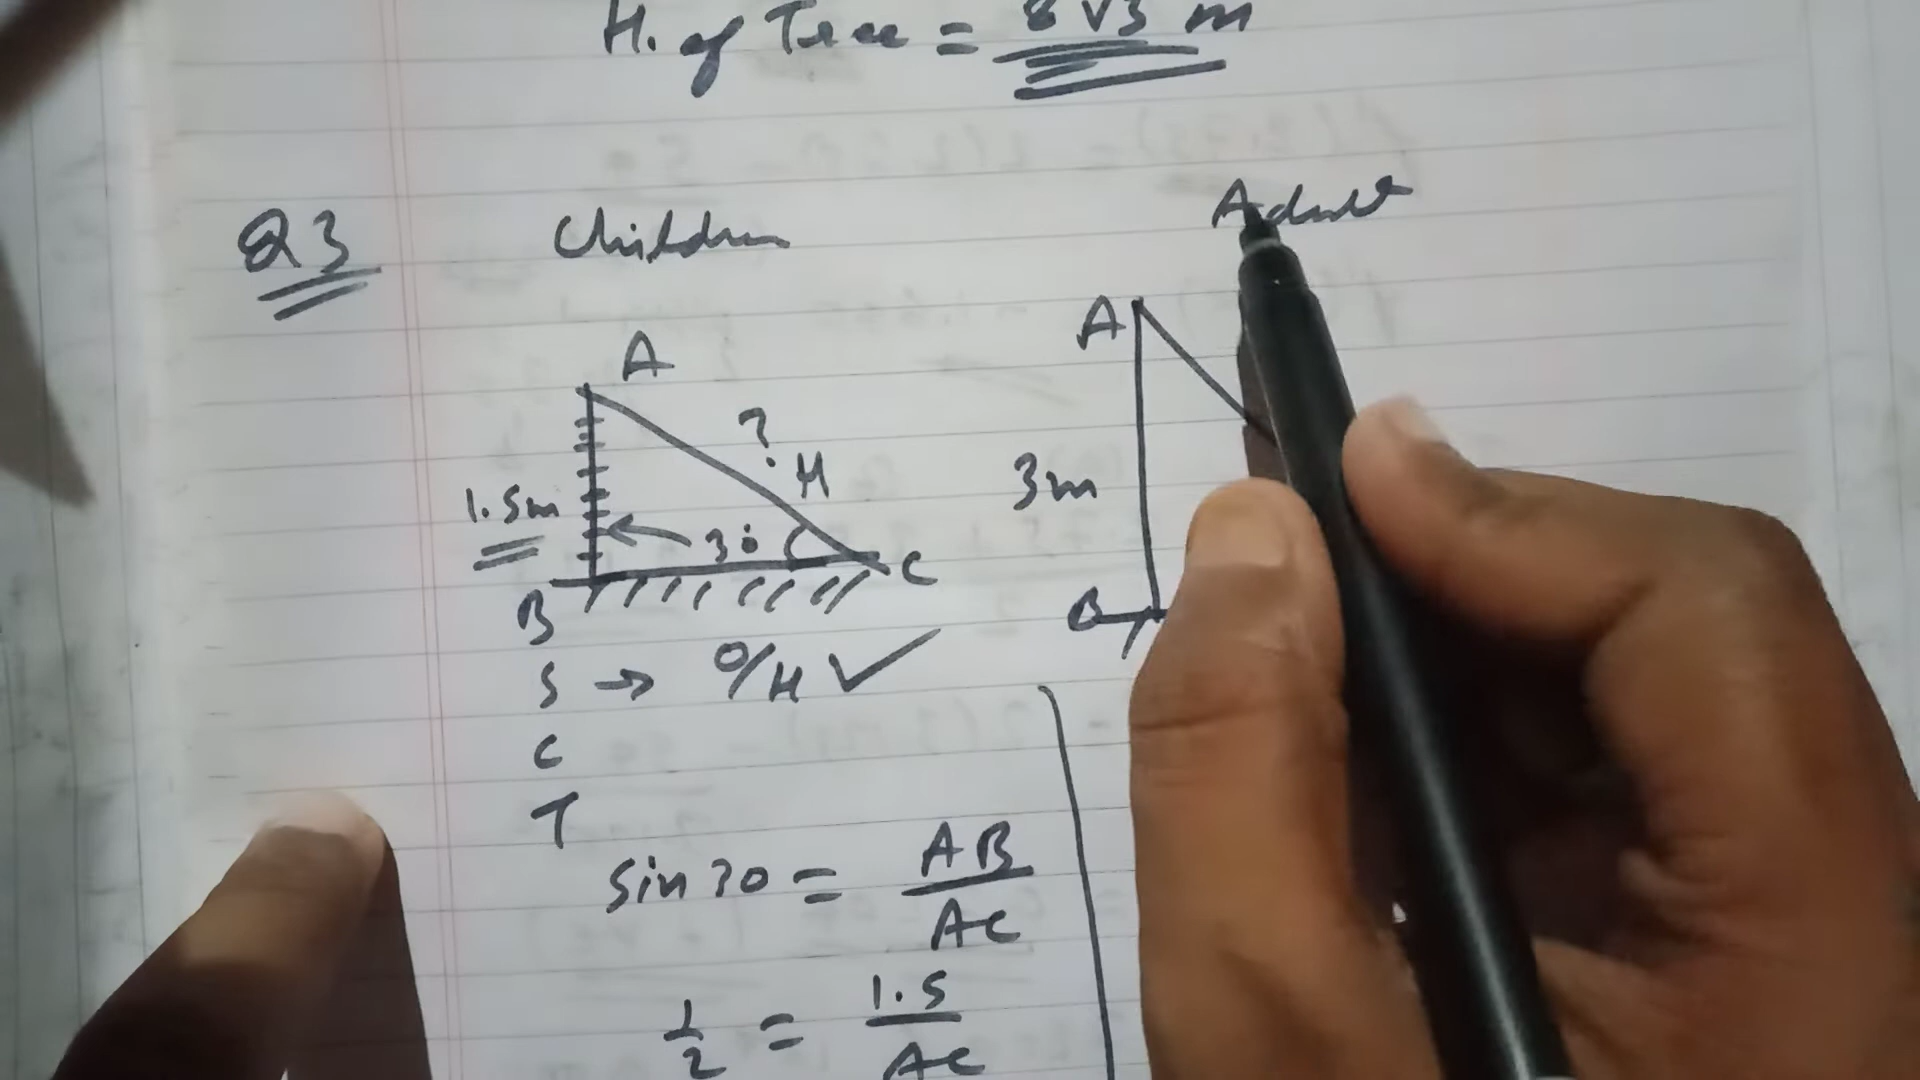 H. of Tree = 8√3 m
Q3 Children Adult
A
A
?
H
1.5m
30
C
B
3m
B
S → O/H ✓
C
T
sin 30 = AB/AC
1/2 = 1.5/AC